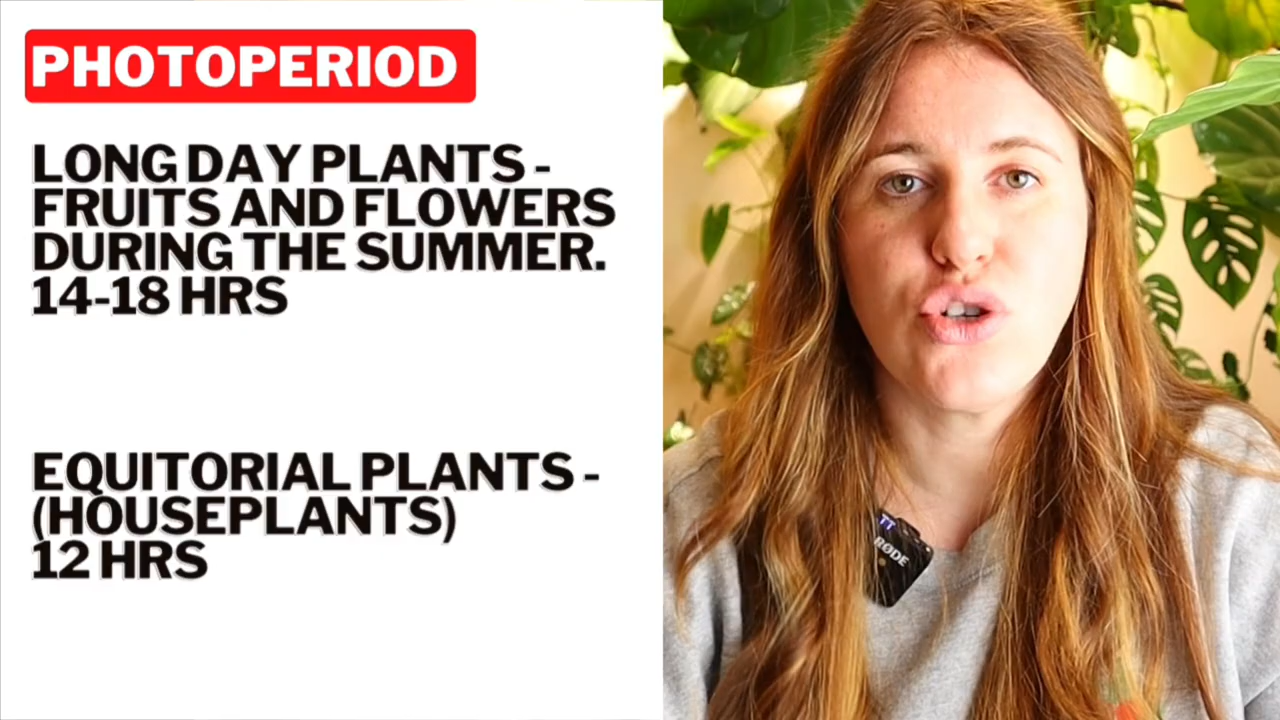 PHOTOPERIOD
LONG DAY PLANTS -
FRUITS AND FLOWERS
DURING THE SUMMER.
14-18 HRS
EQUITORIAL PLANTS -
(HOUSEPLANTS)
12 HRS
TT
RØDE